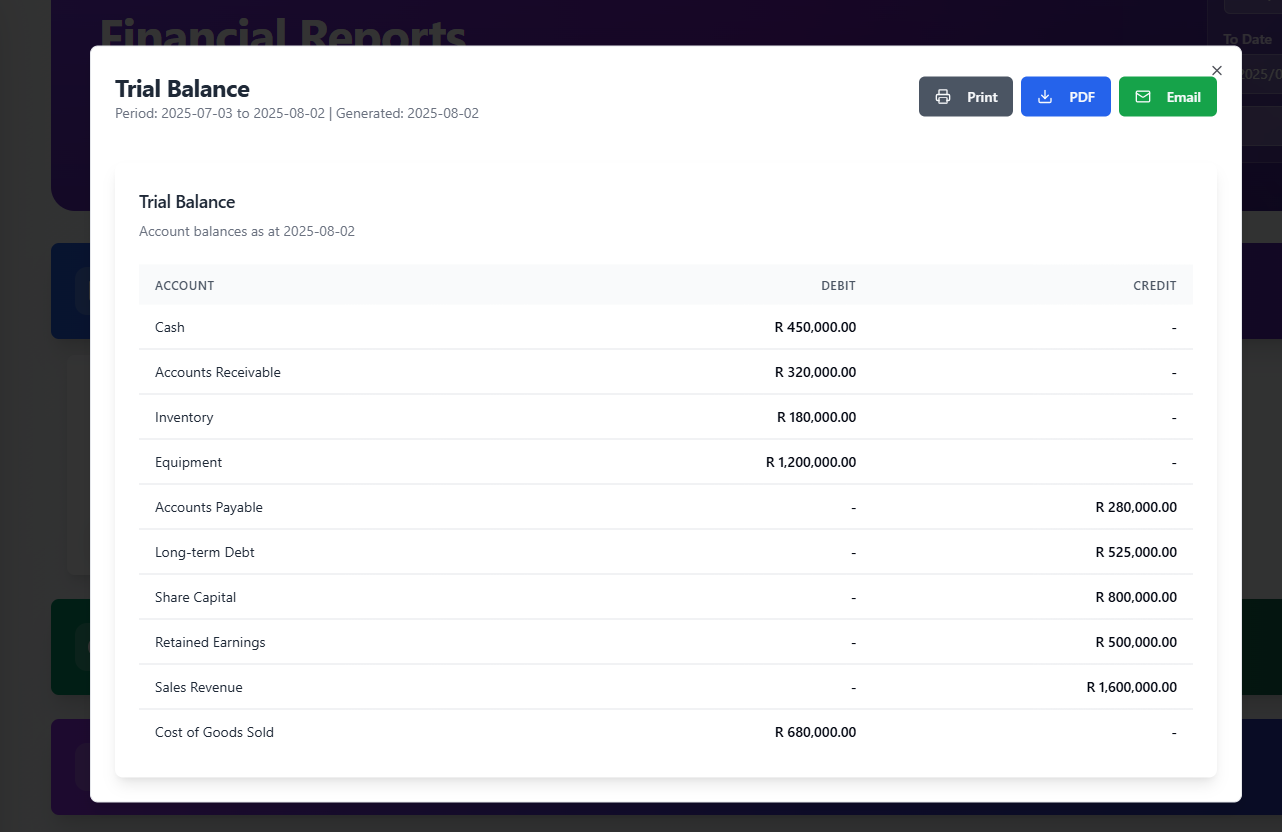 Financial Reports
To Date
2025/0
Trial Balance
Period: 2025-07-03 to 2025-08-02 | Generated: 2025-08-02
Print
PDF
Email
Trial Balance
Account balances as at 2025-08-02
ACCOUNT DEBIT CREDIT
Cash R 450,000.00 -
Accounts Receivable R 320,000.00 -
Inventory R 180,000.00 -
Equipment R 1,200,000.00 -
Accounts Payable - R 280,000.00
Long-term Debt - R 525,000.00
Share Capital - R 800,000.00
Retained Earnings - R 500,000.00
Sales Revenue - R 1,600,000.00
Cost of Goods Sold R 680,000.00 -